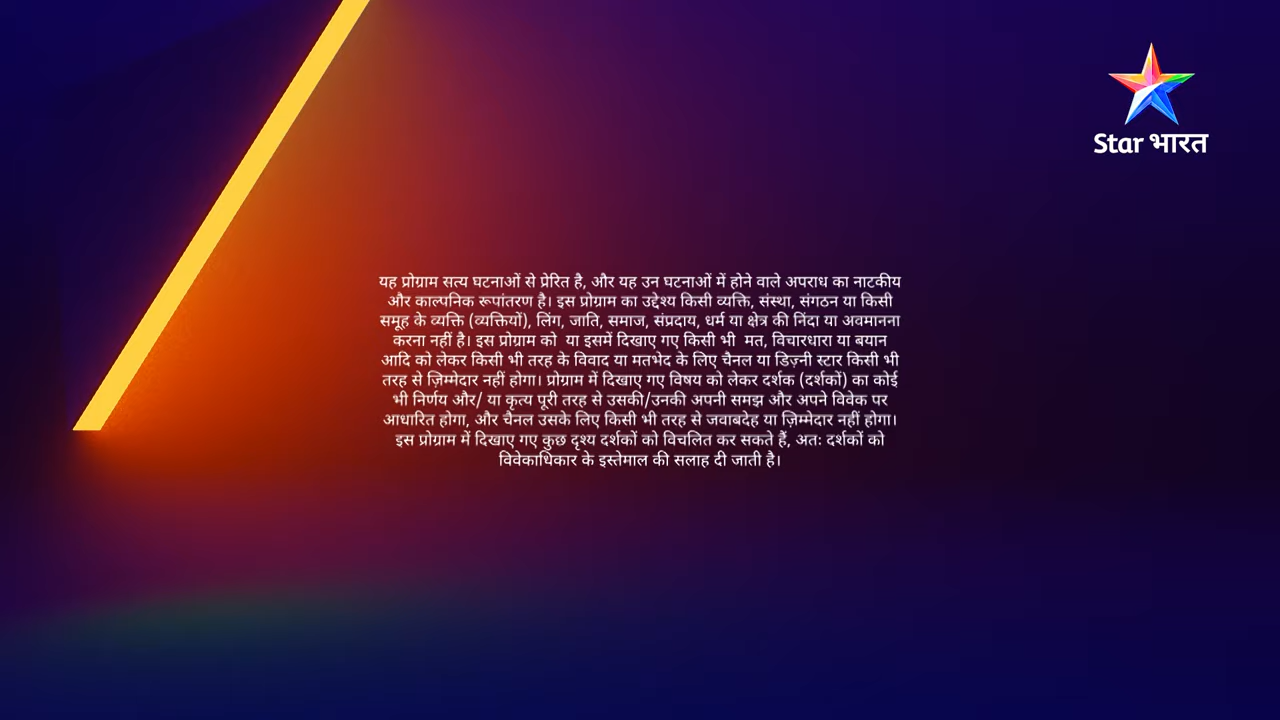 Star भारत
यह प्रोग्राम सत्य घटनाओं से प्रेरित है, और यह उन घटनाओं में होने वाले अपराध का नाटकीय
और काल्पनिक रूपांतरण है। इस प्रोग्राम का उद्देश्य किसी व्यक्ति, संस्था, संगठन या किसी
समूह के व्यक्ति (व्यक्तियों), लिंग, जाति, समाज, संप्रदाय, धर्म या क्षेत्र की निंदा या अवमानना
करना नहीं है। इस प्रोग्राम को  या इसमें दिखाए गए किसी भी  मत, विचारधारा या बयान
आदि को लेकर किसी भी तरह के विवाद या मतभेद के लिए चैनल या डिज़्नी स्टार किसी भी
तरह से ज़िम्मेदार नहीं होगा। प्रोग्राम में दिखाए गए विषय को लेकर दर्शक (दर्शकों) का कोई
भी निर्णय और/ या कृत्य पूरी तरह से उसकी/उनकी अपनी समझ और अपने विवेक पर
आधारित होगा, और चैनल उसके लिए किसी भी तरह से जवाबदेह या ज़िम्मेदार नहीं होगा।
इस प्रोग्राम में दिखाए गए कुछ दृश्य दर्शकों को विचलित कर सकते हैं, अतः दर्शकों को
विवेकाधिकार के इस्तेमाल की सलाह दी जाती है।